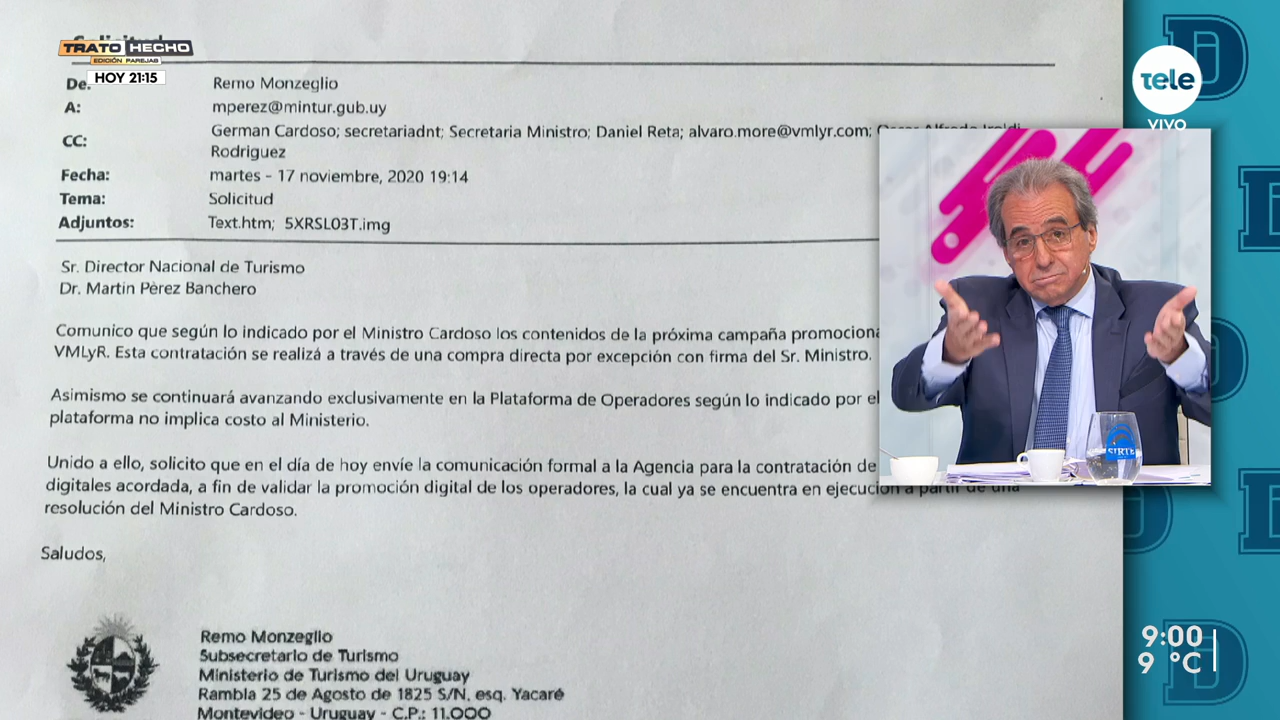 TRATO HECHO
EDICIÓN PAREJAS
HOY 21:15
De: Remo Monzeglio
A: mperez@mintur.gub.uy
CC: German Cardoso; secretariadnt; Secretaria Ministro; Daniel Reta; alvaro.more@vmlyr.com;
Rodriguez
Fecha: martes - 17 noviembre, 2020 19:14
Tema: Solicitud
Adjuntos: Text.htm; 5XRSL03T.img
Sr. Director Nacional de Turismo
Dr. Martín Pérez Banchero
Comunico que según lo indicado por el Ministro Cardoso los contenidos de la próxima campaña
VMLyR. Esta contratación se realizá a través de una compra directa por excepción con firma del Sr. Ministro.
Asimismo se continuará avanzando exclusivamente en la Plataforma de Operadores según lo indicado por el
plataforma no implica costo al Ministerio.
Unido a ello, solicito que en el día de hoy envíe la comunicación formal a la Agencia para la contratación de
digitales acordada, a fin de validar la promoción digital de los operadores, la cual ya se encuentra en ejecución a partir de una
resolución del Ministro Cardoso.
Saludos,
Remo Monzeglio
Subsecretario de Turismo
Ministerio de Turismo del Uruguay
Rambla 25 de Agosto de 1825 S/N, esq. Yacaré
Montevideo - Uruguay - C.P.: 11.000
tele
VIVO
9:00
9 °C